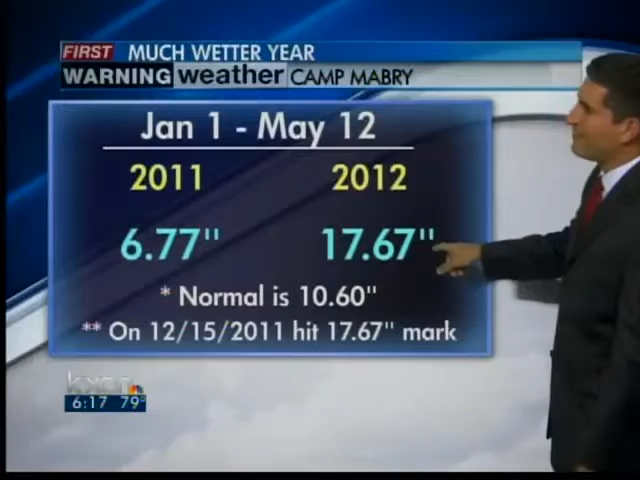 FIRST MUCH WETTER YEAR
WARNING weather CAMP MABRY
Jan 1 - May 12
2011 2012
6.77" 17.67"
* Normal is 10.60"
** On 12/15/2011 hit 17.67" mark
kxan
6:17 79°